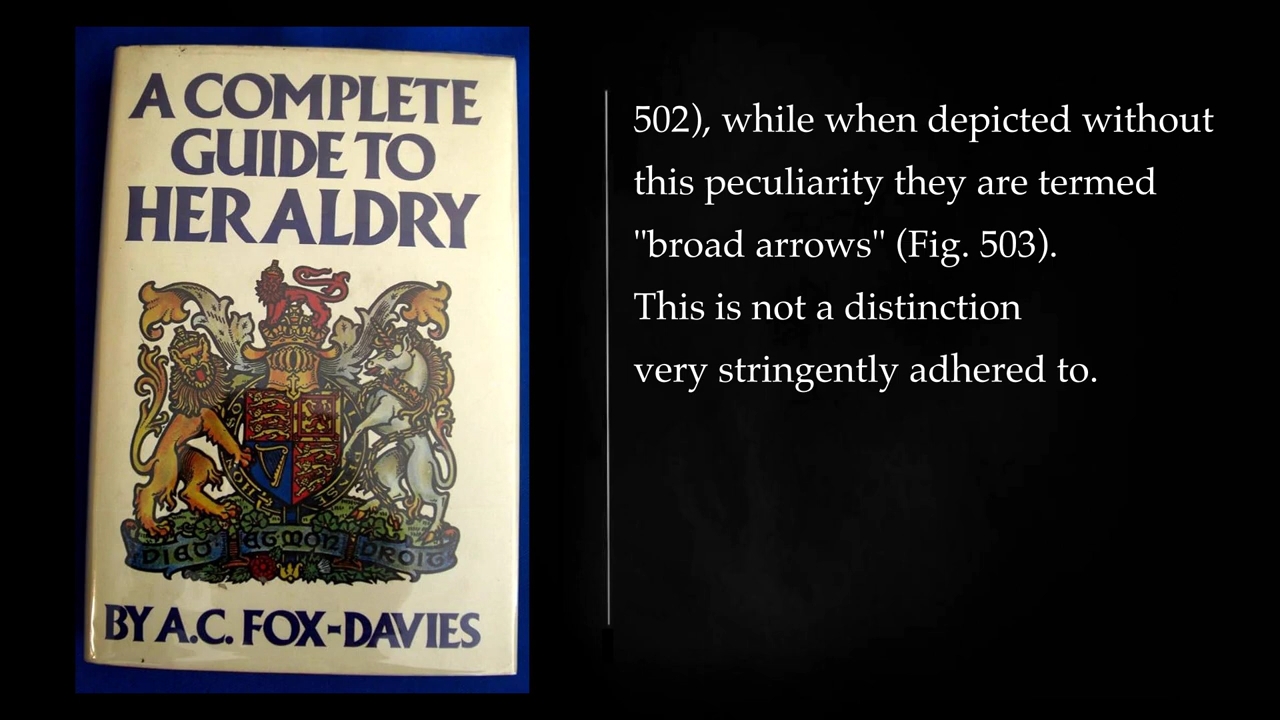 A COMPLETE
GUIDE TO
HERALDRY
DIEU ET MON DROIT
BY A.C. FOX-DAVIES
502), while when depicted without
this peculiarity they are termed
"broad arrows" (Fig. 503).
This is not a distinction
very stringently adhered to.